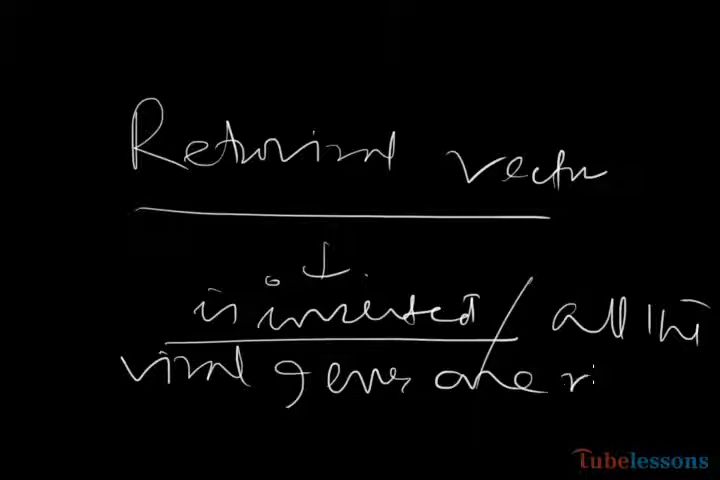 Retroviral vector
is inserted / all the
viral genes are r
Tubelessons